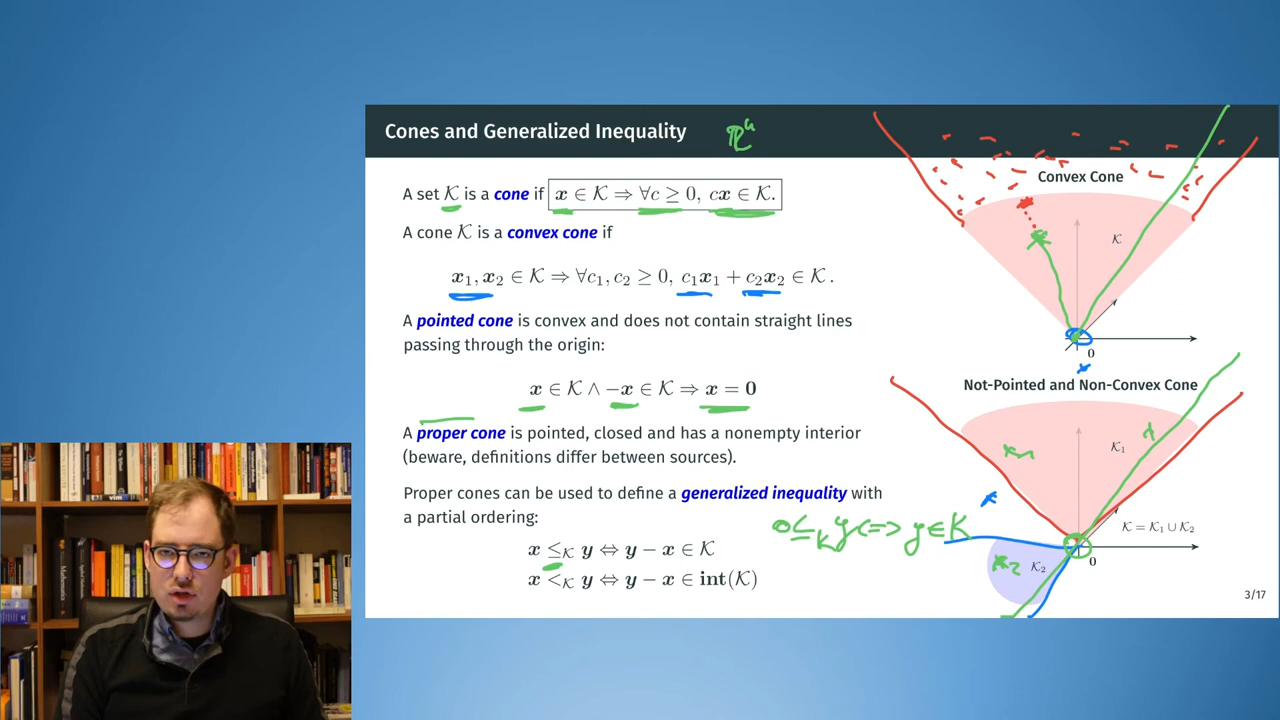 Cones and Generalized Inequality
A set 𝒦 is a cone if x ∈ 𝒦 ⇒ ∀c ≥ 0, cx ∈ 𝒦.
A cone 𝒦 is a convex cone if
x₁, x₂ ∈ 𝒦 ⇒ ∀c₁, c₂ ≥ 0, c₁x₁ + c₂x₂ ∈ 𝒦.
A pointed cone is convex and does not contain straight lines
passing through the origin:
x ∈ 𝒦 ∧ −x ∈ 𝒦 ⇒ x = 0
A proper cone is pointed, closed and has a nonempty interior
(beware, definitions differ between sources).
Proper cones can be used to define a generalized inequality with
a partial ordering:
0 ≤_K y ⇔ y ∈ K
x ≤_𝒦 y ⇔ y − x ∈ 𝒦
x <_𝒦 y ⇔ y − x ∈ int(𝒦)
Convex Cone
𝒦
0
Not-Pointed and Non-Convex Cone
𝒦₁
𝒦 = 𝒦₁ ∪ 𝒦₂
𝒦₂
0
3/17
vim